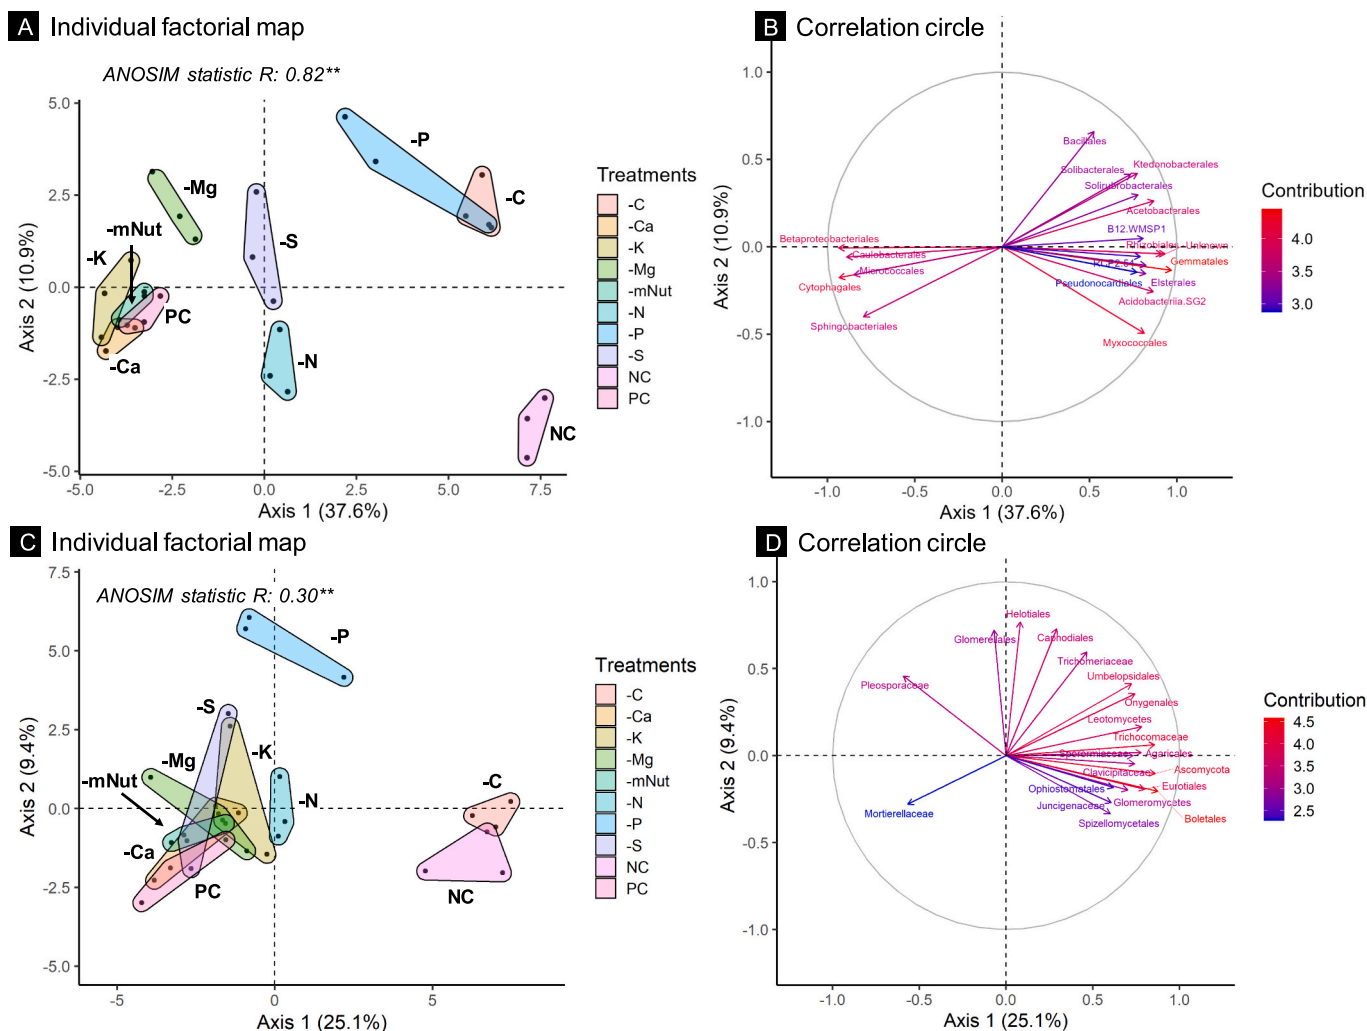 A Individual factorial map
ANOSIM statistic R: 0.82**
5.0
2.5
0.0
-2.5
-5.0
Axis 2 (10.9%)
-P
-C
-Mg
-mNut
-S
-K
PC
-Ca
-N
NC
-5.0 -2.5 0.0 2.5 5.0 7.5
Axis 1 (37.6%)
Treatments
-C
-Ca
-K
-Mg
-mNut
-N
-P
-S
NC
PC
B Correlation circle
1.0
0.5
0.0
-0.5
-1.0
Axis 2 (10.9%)
Bacillales
Solibacterales
Ktedonobacterales
Solirubrobacterales
Acetobacterales
B12.WMSP1
Betaproteobacteriales
Rhizobiales
Unknown
Caulobacterales
Gemmatales
Micrococcales
Cytophagales
Pseudonocardiales
Elsterales
Acidobacteriia.SG2
Sphingobacteriales
Myxococcales
-1.0 -0.5 0.0 0.5 1.0
Axis 1 (37.6%)
Contribution
4.0
3.5
3.0
C Individual factorial map
ANOSIM statistic R: 0.30**
7.5
5.0
2.5
0.0
-2.5
-5.0
Axis 2 (9.4%)
-P
-S
-Mg
-K
-mNut
-N
-C
-Ca
PC
NC
-5 0 5
Axis 1 (25.1%)
Treatments
-C
-Ca
-K
-Mg
-mNut
-N
-P
-S
NC
PC
D Correlation circle
1.0
0.5
0.0
-0.5
-1.0
Axis 2 (9.4%)
Helotiales
Glomerellales
Capnodiales
Trichomeriaceae
Pleosporaceae
Umbelopsidales
Onygenales
Leotomycetes
Trichocomaceae
Agaricales
Clavicipitaceae
Ascomycota
Ophiostomatales
Eurotiales
Juncigenaceae
Glomeromycetes
Mortierellaceae
Spizellomycetales
Boletales
-1.0 -0.5 0.0 0.5 1.0
Axis 1 (25.1%)
Contribution
4.5
4.0
3.5
3.0
2.5